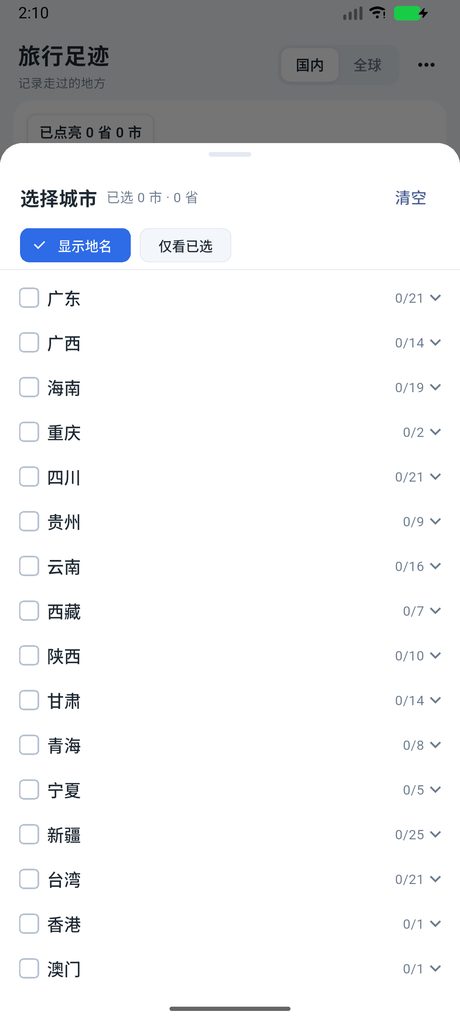 2:10
旅行足迹
国内 全球
记录走过的地方
已点亮 0 省 0 市
选择城市 已选 0 市 · 0 省 清空
显示地名 仅看已选
广东 0/21
广西 0/14
海南 0/19
重庆 0/2
四川 0/21
贵州 0/9
云南 0/16
西藏 0/7
陕西 0/10
甘肃 0/14
青海 0/8
宁夏 0/5
新疆 0/25
台湾 0/21
香港 0/1
澳门 0/1